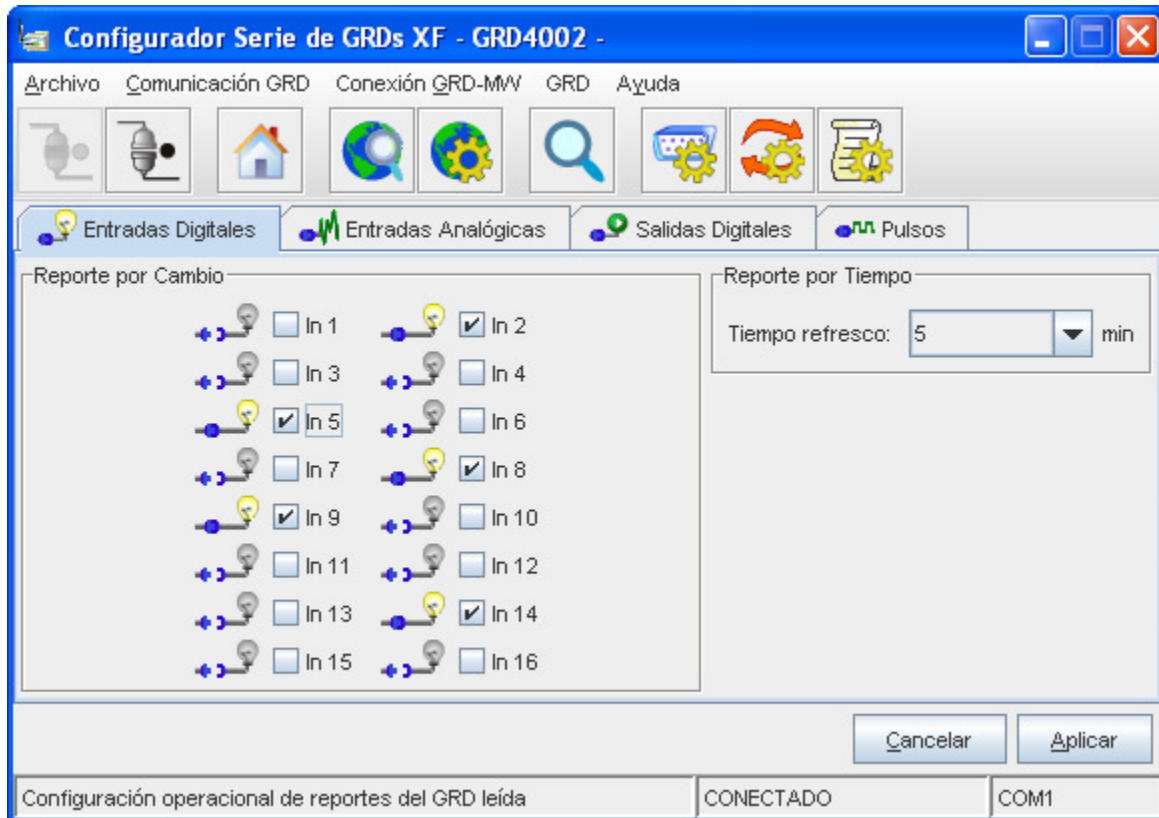 Configurador Serie de GRDs XF - GRD4002 -
Archivo Comunicación GRD Conexión GRD-MW GRD Ayuda
Entradas Digitales Entradas Analógicas Salidas Digitales Pulsos
Reporte por Cambio
In 1 In 2
In 3 In 4
In 5 In 6
In 7 In 8
In 9 In 10
In 11 In 12
In 13 In 14
In 15 In 16
Reporte por Tiempo
Tiempo refresco: 5 min
Cancelar Aplicar
Configuración operacional de reportes del GRD leída CONECTADO COM1